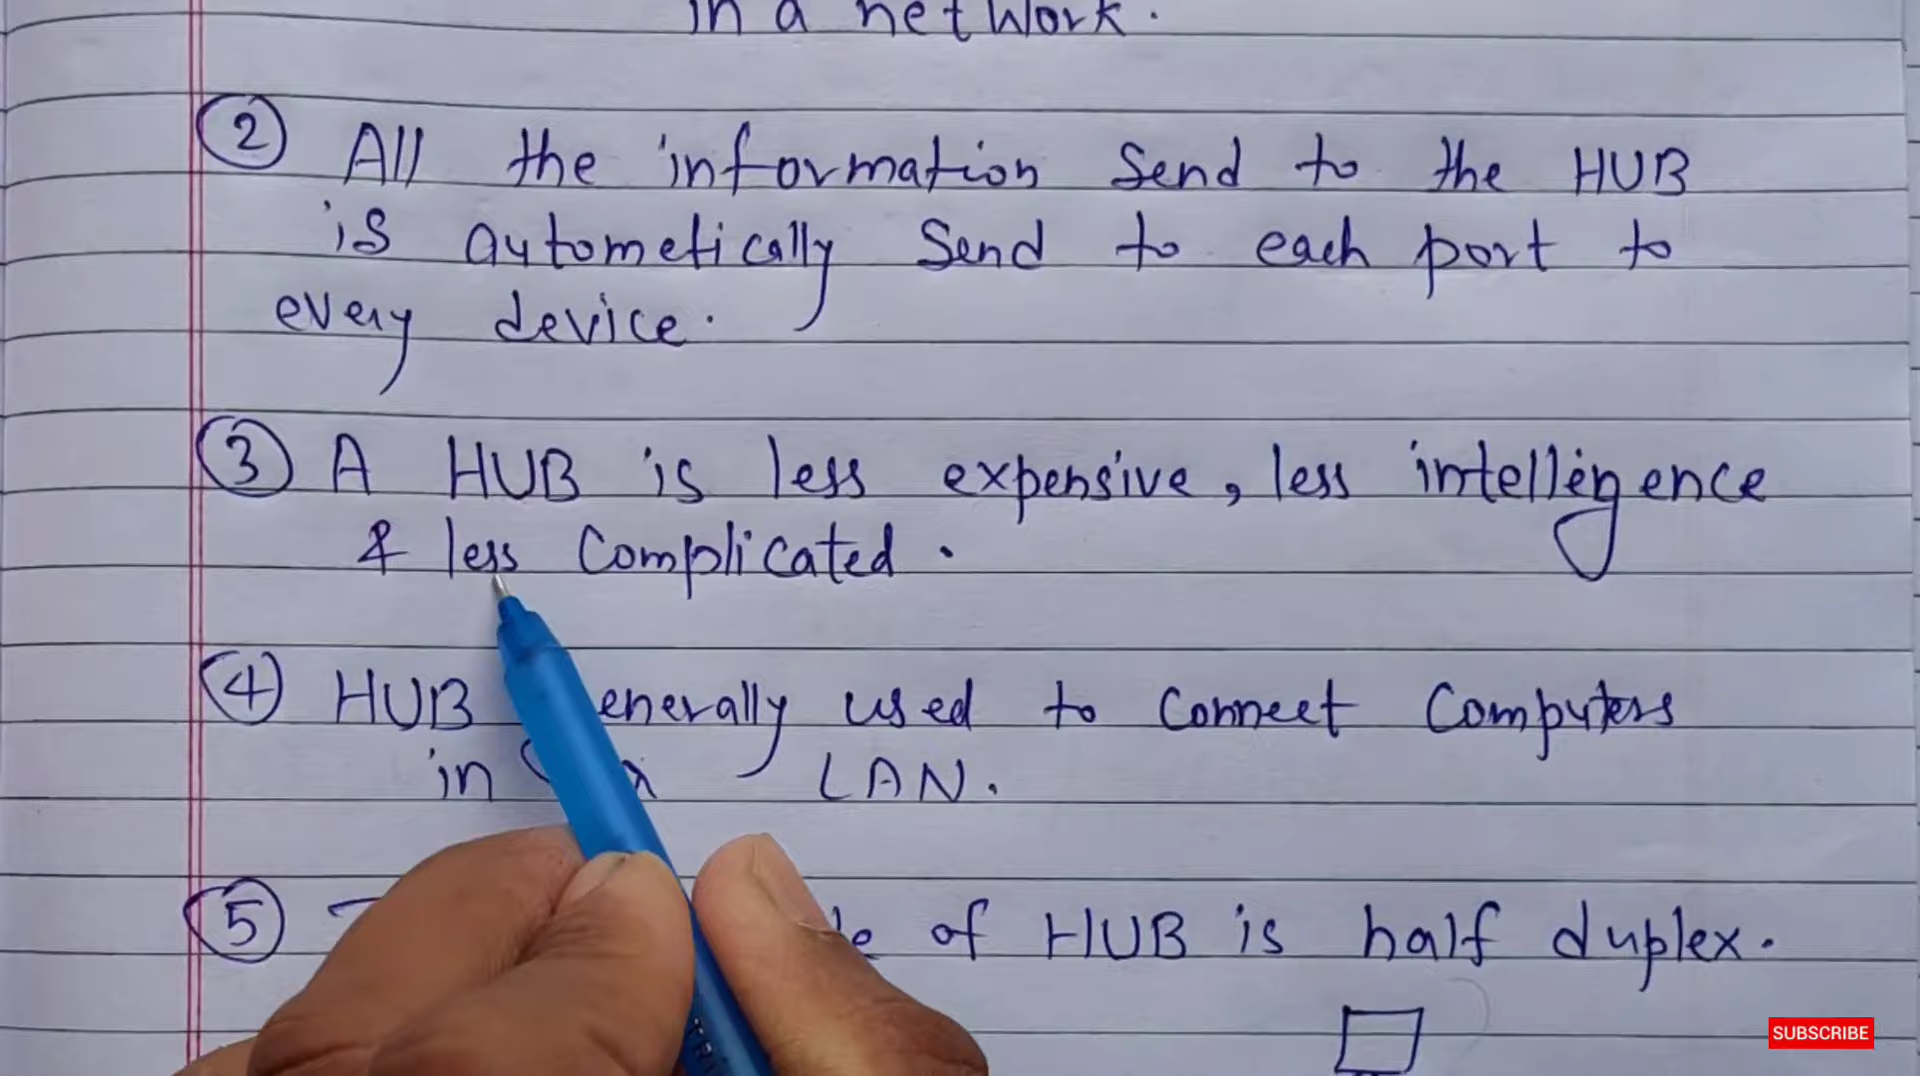 in a network.
② All the information send to the HUB
is autometically send to each port to
every device.
③ A HUB is less expensive, less intelligence
& less Complicated.
④ HUB enerally used to connect Computers
in LAN.
⑤ of HUB is half duplex.
SUBSCRIBE